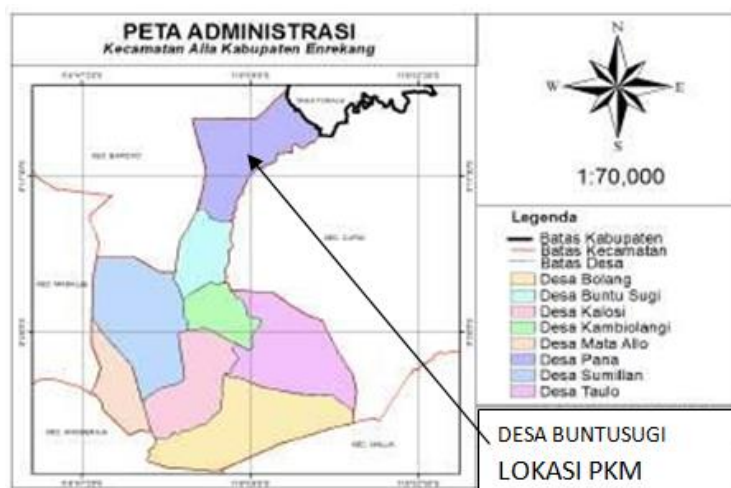 PETA ADMINISTRASI
Kecamatan Alla Kabupaten Enrekang
N
W E
S
1:70,000
Legenda
Batas Kabupaten
Batas Kecamatan
Batas Desa
Desa Bolang
Desa Buntu Sugi
Desa Kalosi
Desa Kambiolangi
Desa Mata Allo
Desa Pana
Desa Sumillan
Desa Taulo
DESA BUNTUSUGI
LOKASI PKM